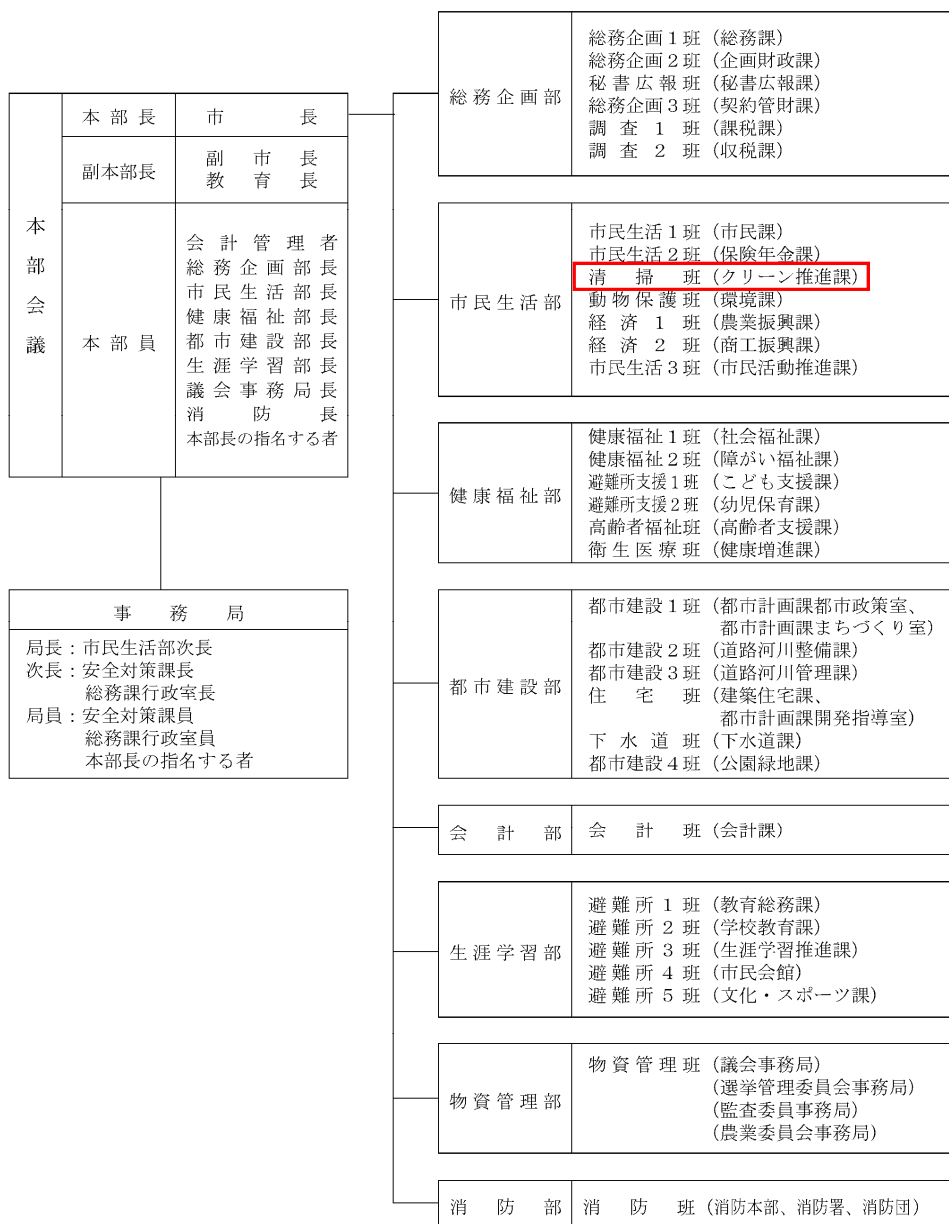 本部会議
本部長 市長
副本部長 副市長
教育長
本部員 会計管理者
総務企画部長
市民生活部長
健康福祉部長
都市建設部長
生涯学習部長
議会事務局長
消防長
本部長の指名する者
事務局
局長：市民生活部次長
次長：安全対策課長
総務課行政室長
局員：安全対策課員
総務課行政室員
本部長の指名する者
総務企画部
総務企画１班（総務課）
総務企画２班（企画財政課）
秘書広報班（秘書広報課）
総務企画３班（契約管財課）
調査１班（課税課）
調査２班（収税課）
市民生活部
市民生活１班（市民課）
市民生活２班（保険年金課）
清掃班（クリーン推進課）
動物保護班（環境課）
経済１班（農業振興課）
経済２班（商工振興課）
市民生活３班（市民活動推進課）
健康福祉部
健康福祉１班（社会福祉課）
健康福祉２班（障がい福祉課）
避難所支援１班（こども支援課）
避難所支援２班（幼児保育課）
高齢者福祉班（高齢者支援課）
衛生医療班（健康増進課）
都市建設部
都市建設１班（都市計画課都市政策室、
都市計画課まちづくり室）
都市建設２班（道路河川整備課）
都市建設３班（道路河川管理課）
住宅班（建築住宅課、
都市計画課開発指導室）
下水道班（下水道課）
都市建設４班（公園緑地課）
会計部
会計班（会計課）
生涯学習部
避難所１班（教育総務課）
避難所２班（学校教育課）
避難所３班（生涯学習推進課）
避難所４班（市民会館）
避難所５班（文化・スポーツ課）
物資管理部
物資管理班（議会事務局）
（選挙管理委員会事務局）
（監査委員事務局）
（農業委員会事務局）
消防部
消防班（消防本部、消防署、消防団）